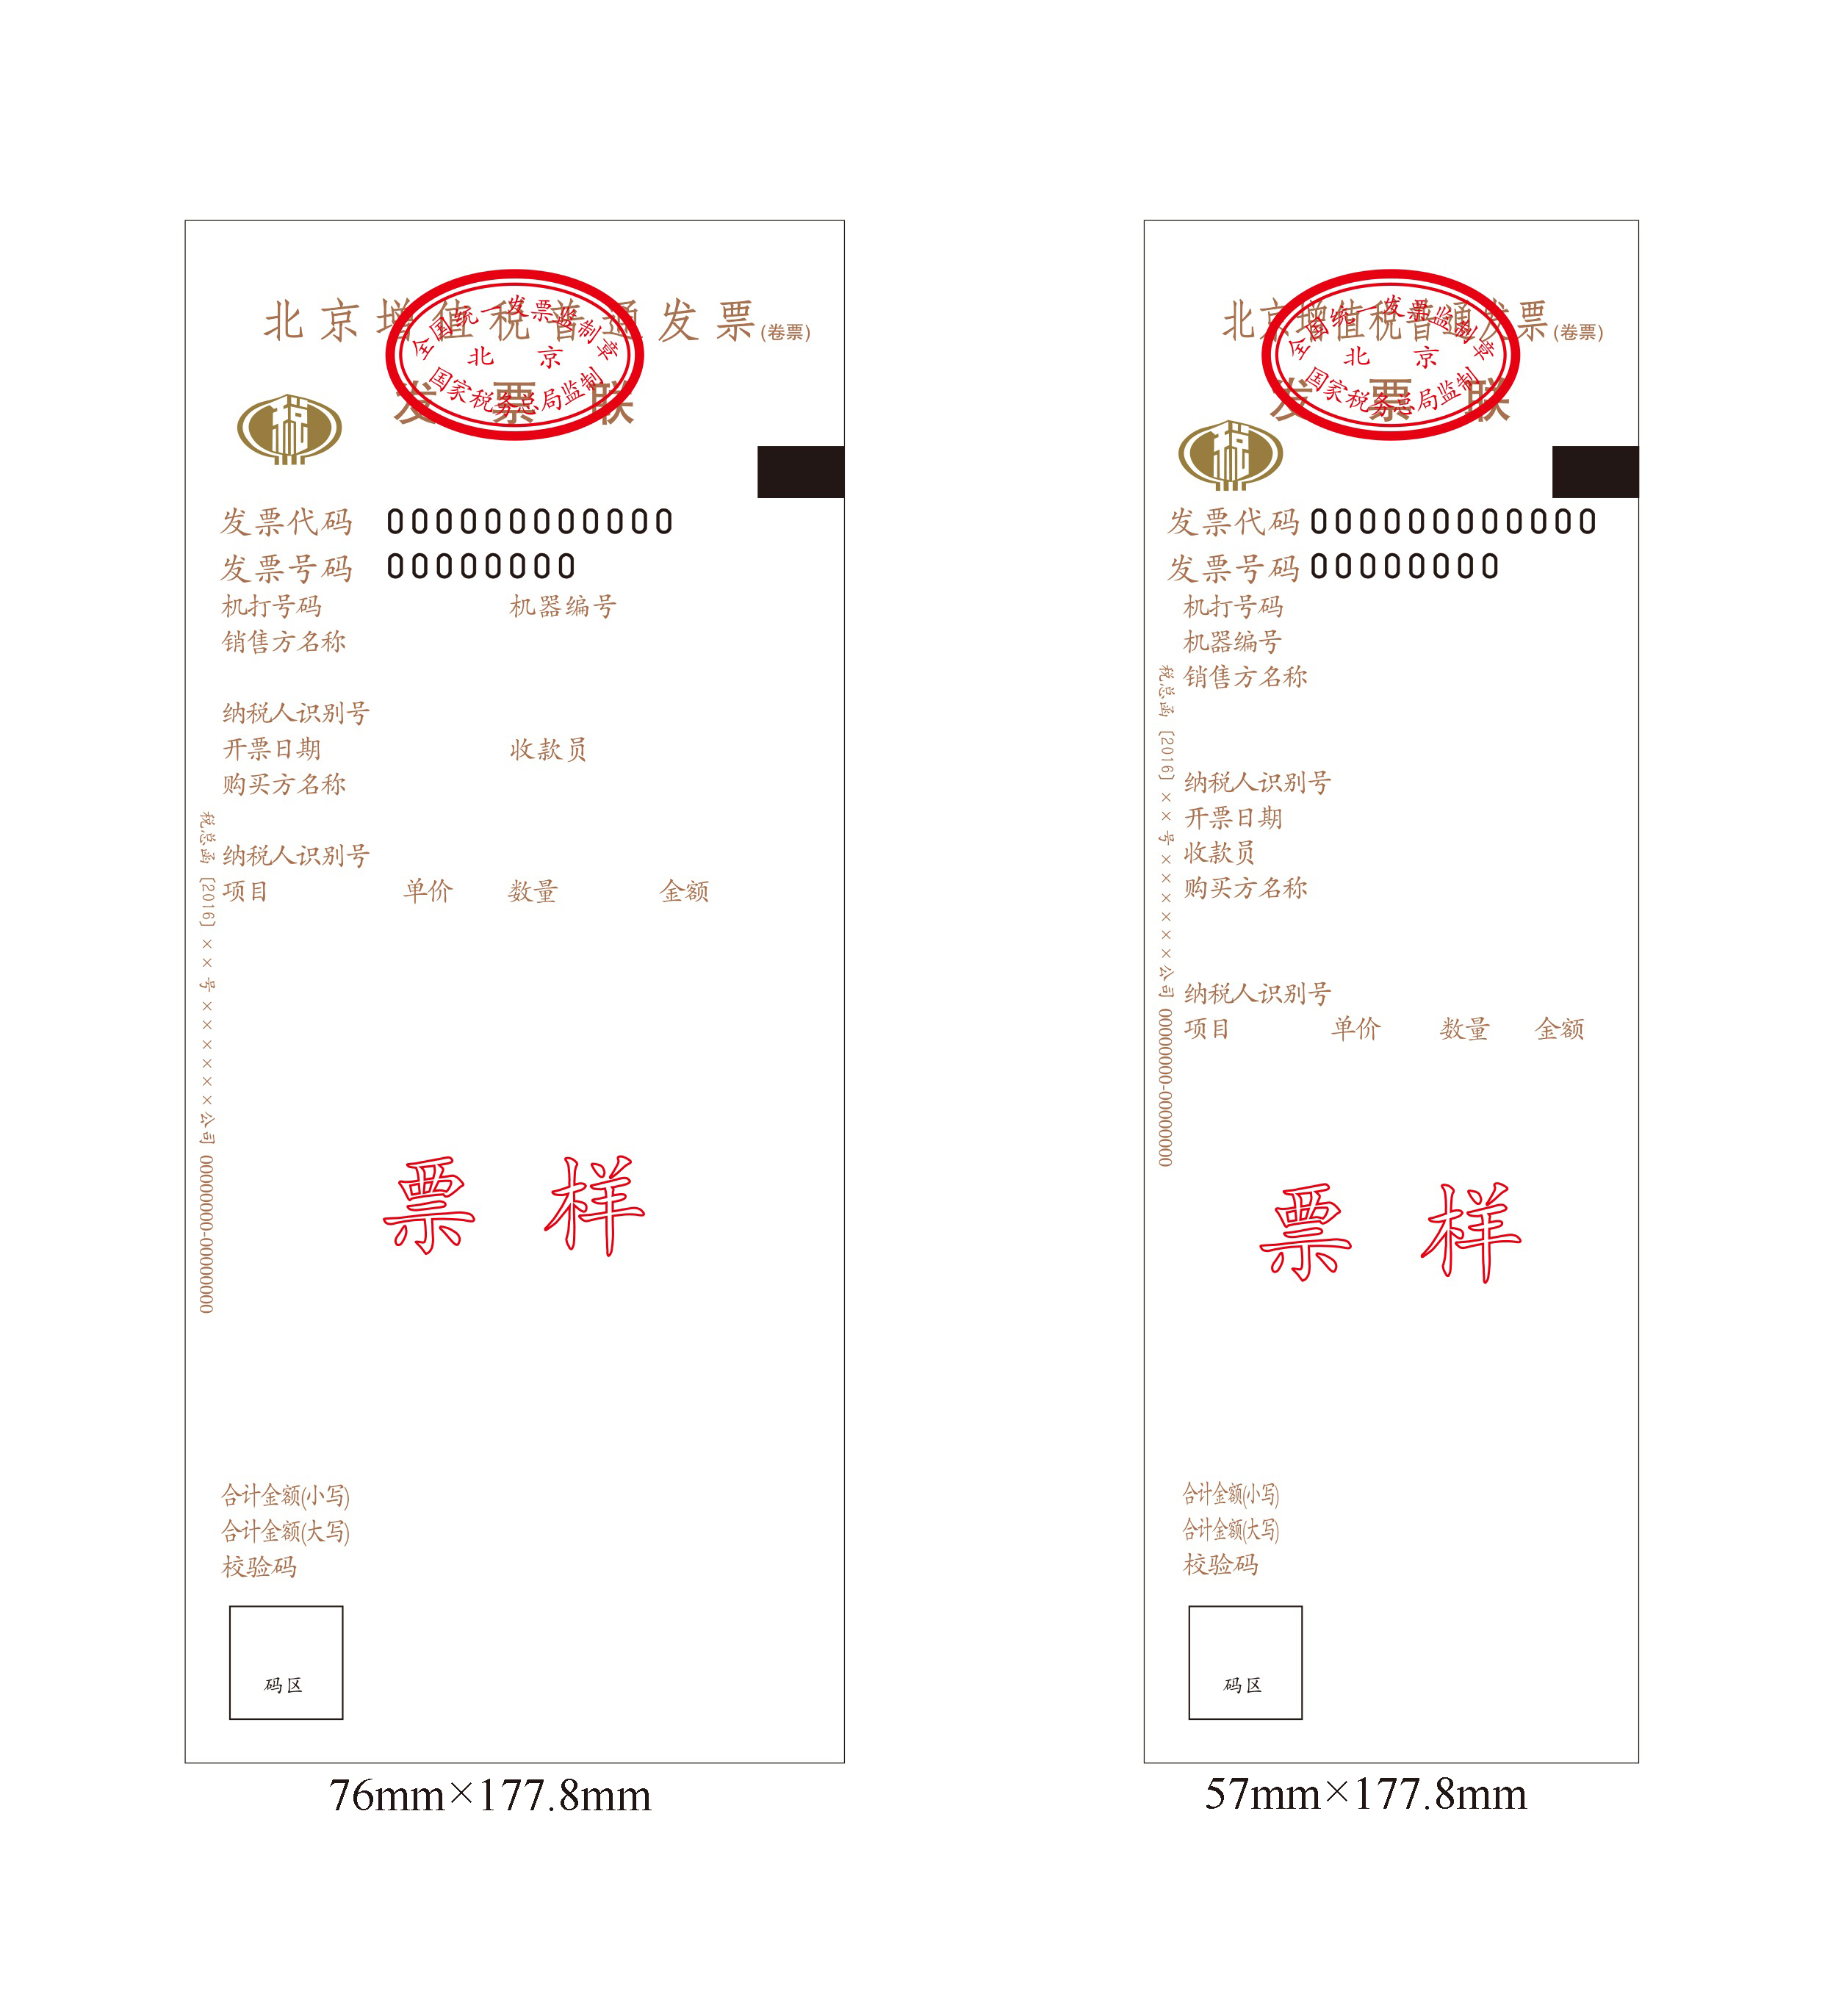 北京增值税普通发票(卷票)
全国统一发票监制章
北京
国家税务总局监制
发票联
税
发票代码 000000000000
发票号码 00000000
机打号码 机器编号
销售方名称
纳税人识别号
开票日期 收款员
购买方名称
纳税人识别号
项目 单价 数量 金额
税总函〔2016〕××号××××××公司 00000000-00000000
票样
合计金额(小写)
合计金额(大写)
校验码
码区
76mm×177.8mm
北京增值税普通发票(卷票)
全国统一发票监制章
北京
国家税务总局监制
发票联
税
发票代码 000000000000
发票号码 00000000
机打号码
机器编号
销售方名称
纳税人识别号
开票日期
收款员
购买方名称
纳税人识别号
项目 单价 数量 金额
税总函〔2016〕××号××××××公司 00000000-00000000
票样
合计金额(小写)
合计金额(大写)
校验码
码区
57mm×177.8mm